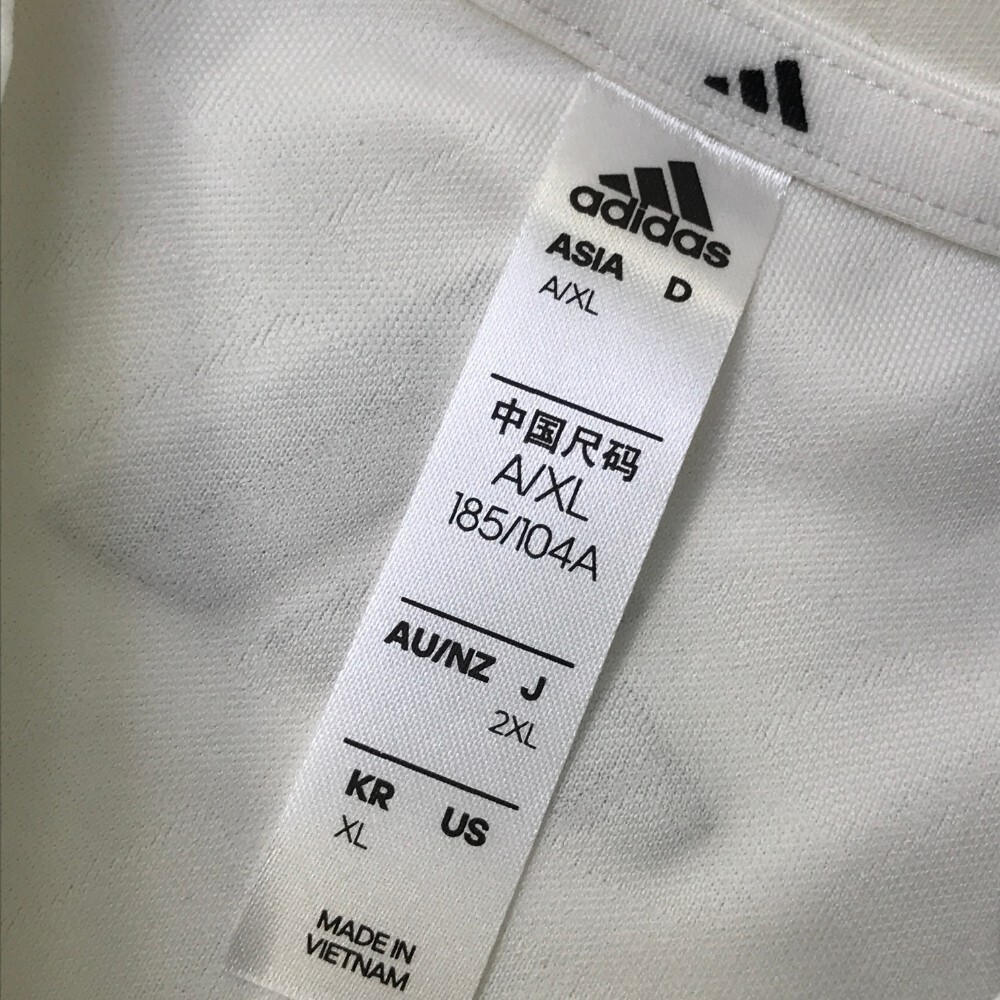 adidas
ASIA D
A/XL
中国尺码
A/XL
185/104A
AU/NZ J
2XL
KR US
XL
MADE IN
VIETNAM